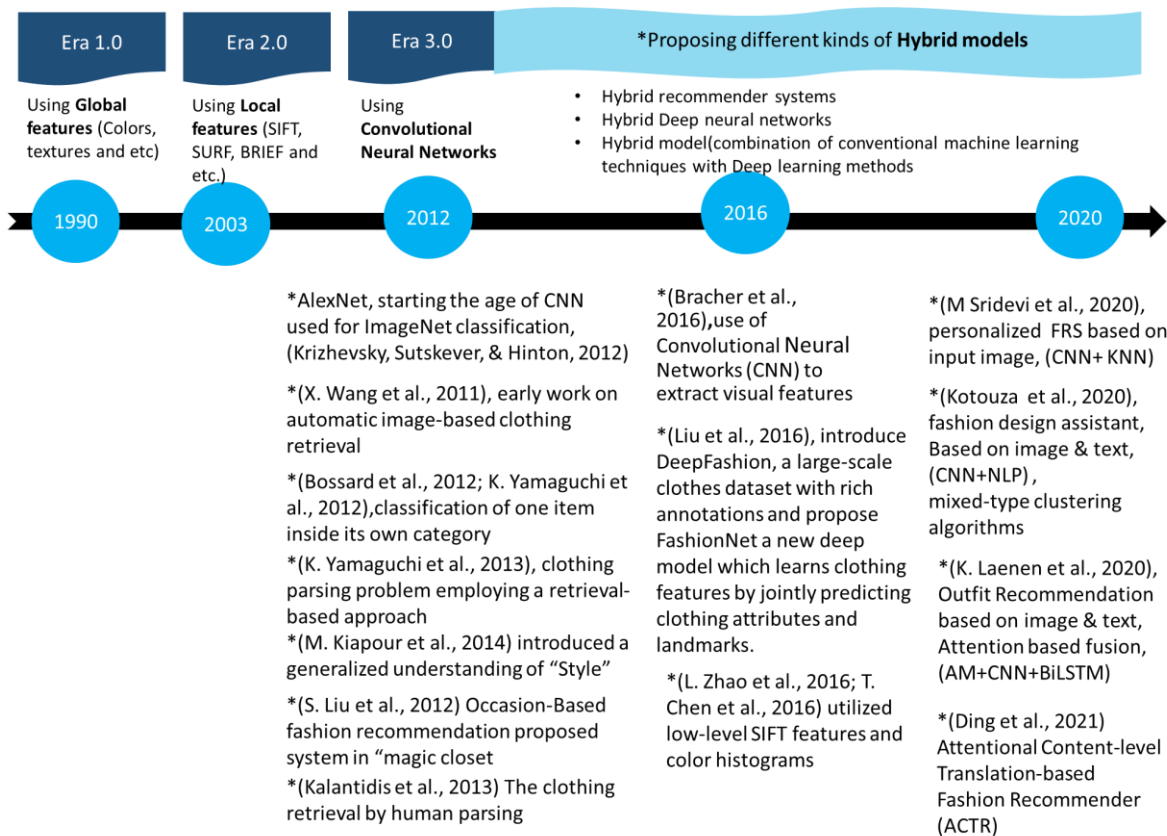 Era 1.0
Era 2.0
Era 3.0
*Proposing different kinds of Hybrid models
Using Global
features (Colors,
textures and etc)
Using Local
features (SIFT,
SURF, BRIEF and
etc.)
Using
Convolutional
Neural Networks
• Hybrid recommender systems
• Hybrid Deep neural networks
• Hybrid model(combination of conventional machine learning
techniques with Deep learning methods
1990
2003
2012
2016
2020
*AlexNet, starting the age of CNN
used for ImageNet classification,
(Krizhevsky, Sutskever, & Hinton, 2012)
*(X. Wang et al., 2011), early work on
automatic image-based clothing
retrieval
*(Bossard et al., 2012; K. Yamaguchi et
al., 2012),classification of one item
inside its own category
*(K. Yamaguchi et al., 2013), clothing
parsing problem employing a retrieval-
based approach
*(M. Kiapour et al., 2014) introduced a
generalized understanding of “Style”
*(S. Liu et al., 2012) Occasion-Based
fashion recommendation proposed
system in “magic closet
*(Kalantidis et al., 2013) The clothing
retrieval by human parsing
*(Bracher et al.,
2016),use of
Convolutional Neural
Networks (CNN) to
extract visual features
*(Liu et al., 2016), introduce
DeepFashion, a large-scale
clothes dataset with rich
annotations and propose
FashionNet a new deep
model which learns clothing
features by jointly predicting
clothing attributes and
landmarks.
*(L. Zhao et al., 2016; T.
Chen et al., 2016) utilized
low-level SIFT features and
color histograms
*(M Sridevi et al., 2020),
personalized FRS based on
input image, (CNN+ KNN)
*(Kotouza et al., 2020),
fashion design assistant,
Based on image & text,
(CNN+NLP) ,
mixed-type clustering
algorithms
*(K. Laenen et al., 2020),
Outfit Recommendation
based on image & text,
Attention based fusion,
(AM+CNN+BiLSTM)
*(Ding et al., 2021)
Attentional Content-level
Translation-based
Fashion Recommender
(ACTR)